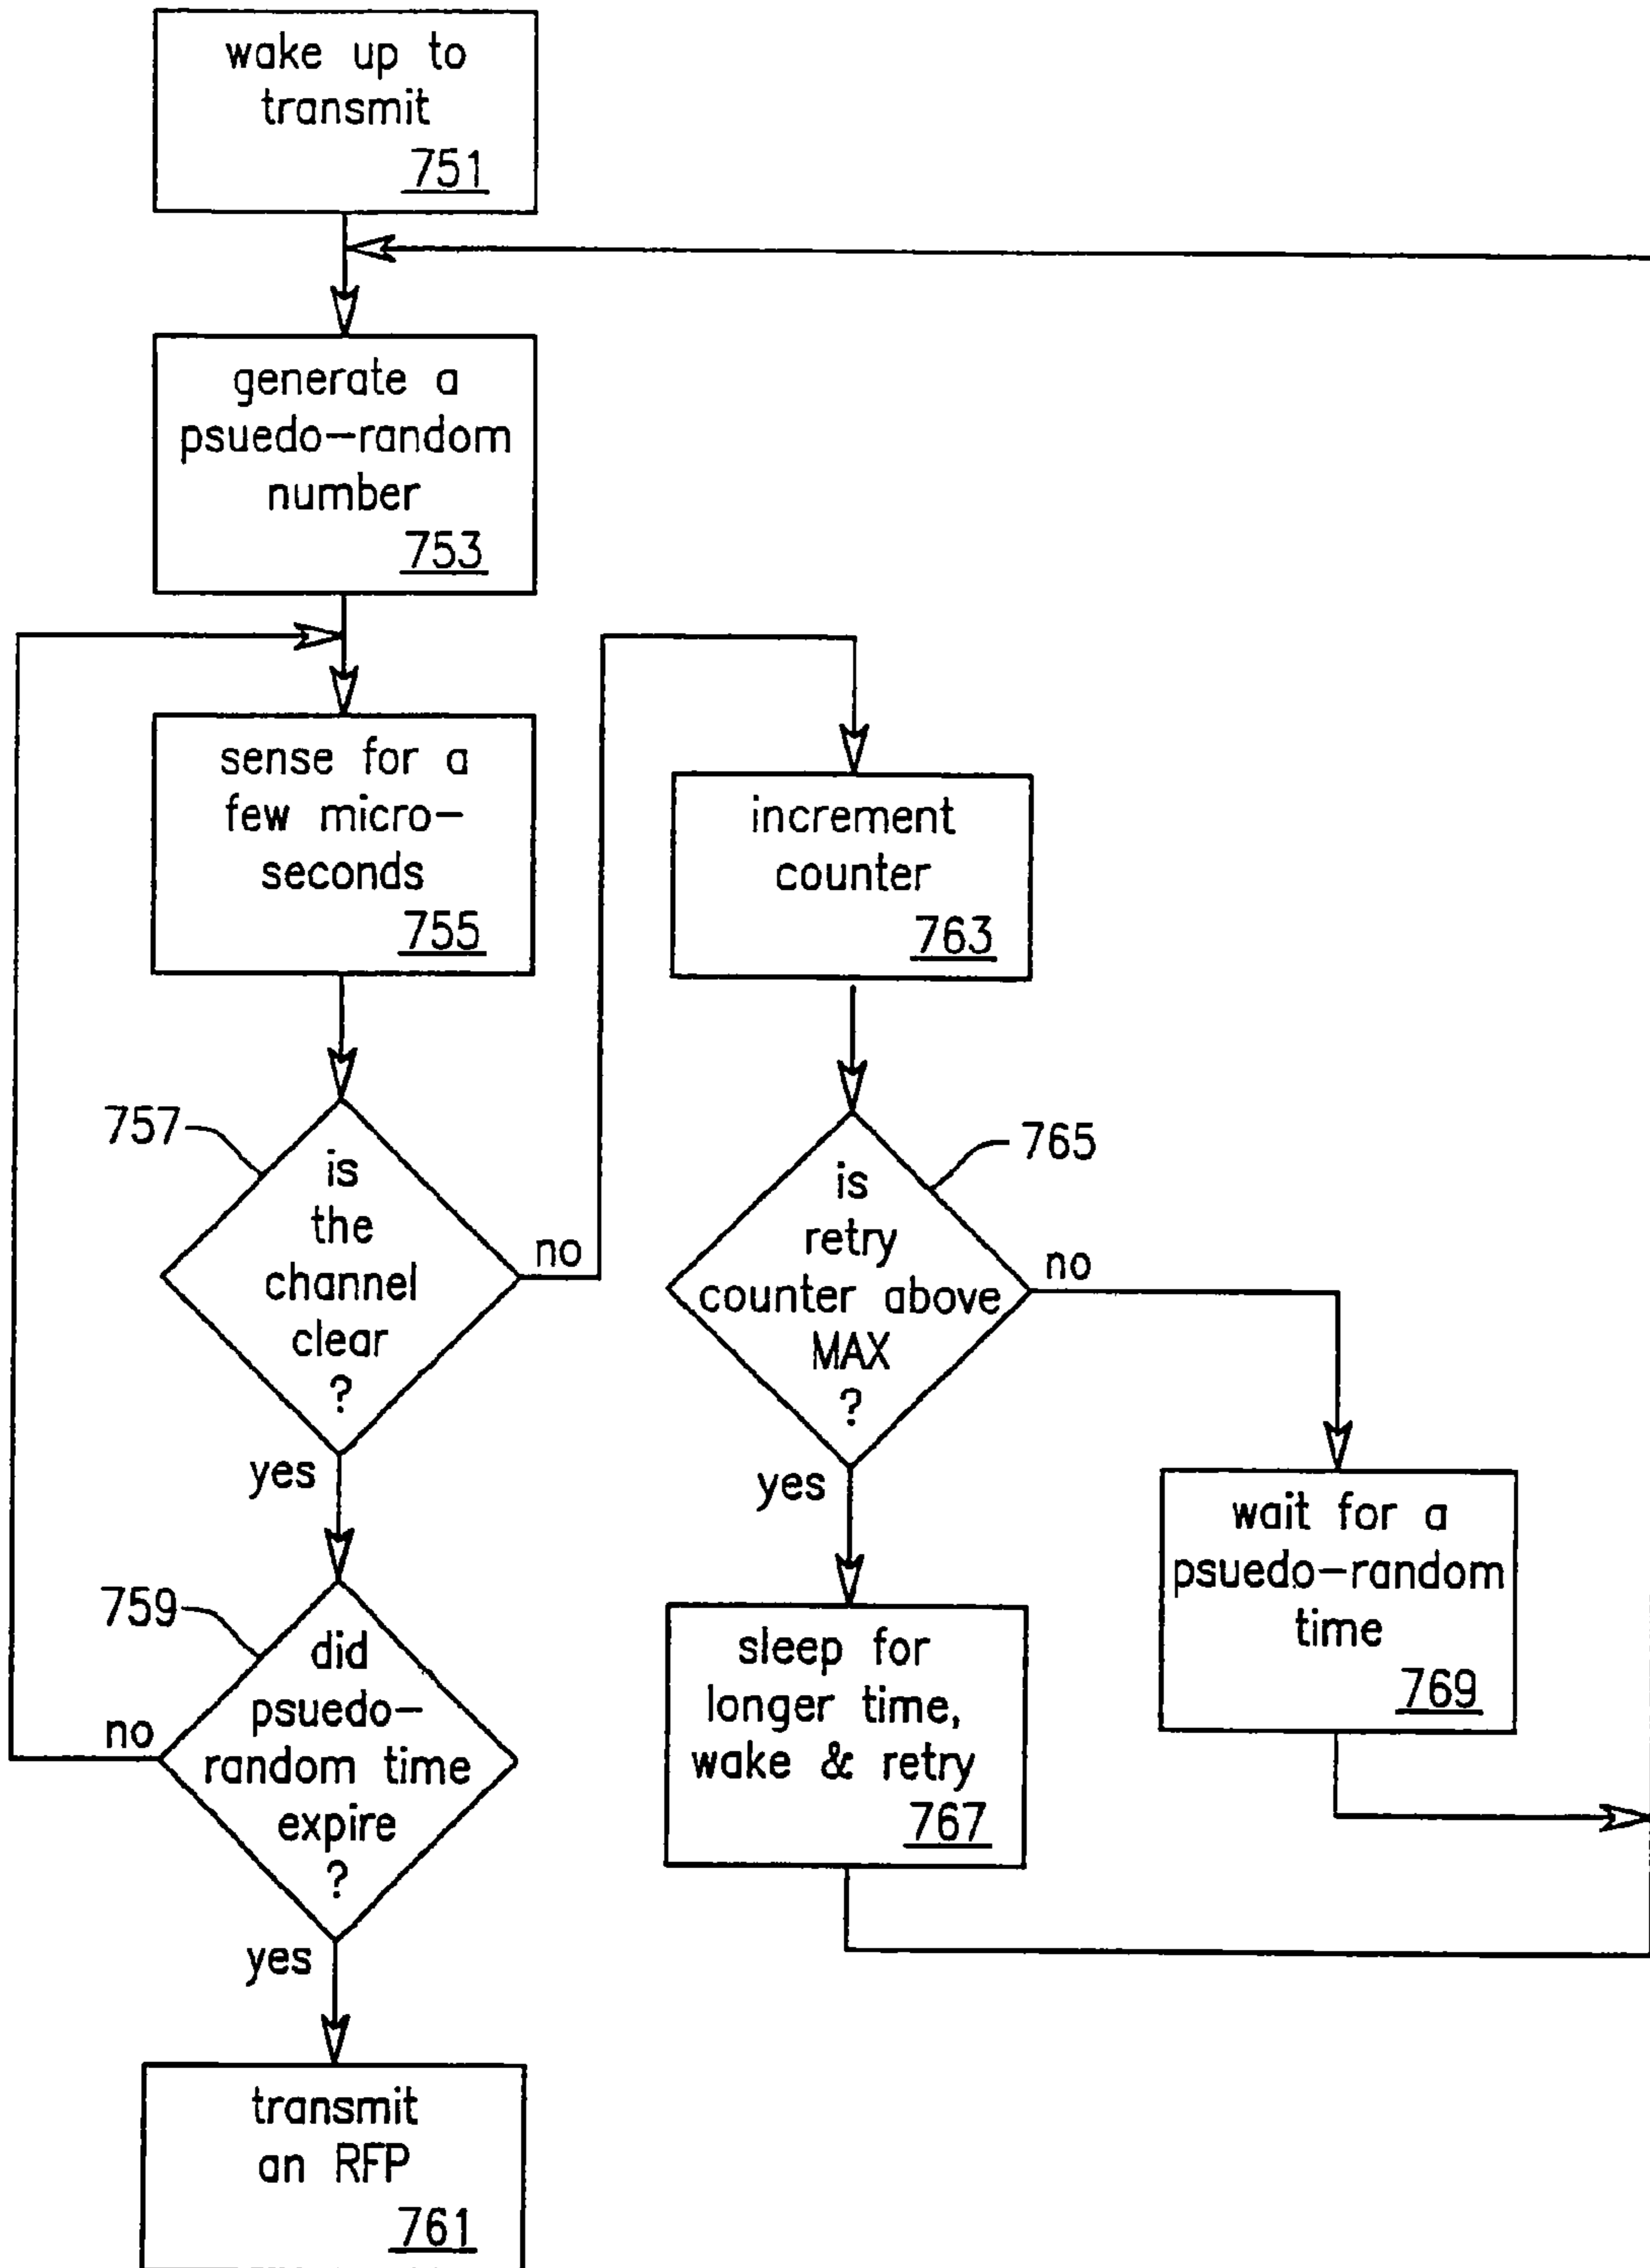 wake up to
transmit
751
generate a
psuedo-random
number
753
sense for a
few micro-
seconds
755
757
is
the
channel
clear
?
no
yes
759
did
psuedo-
random time
expire
?
no
yes
transmit
an RFP
761
increment
counter
763
765
is
retry
counter above
MAX
?
no
yes
sleep for
longer time,
wake & retry
767
wait for a
psuedo-random
time
769